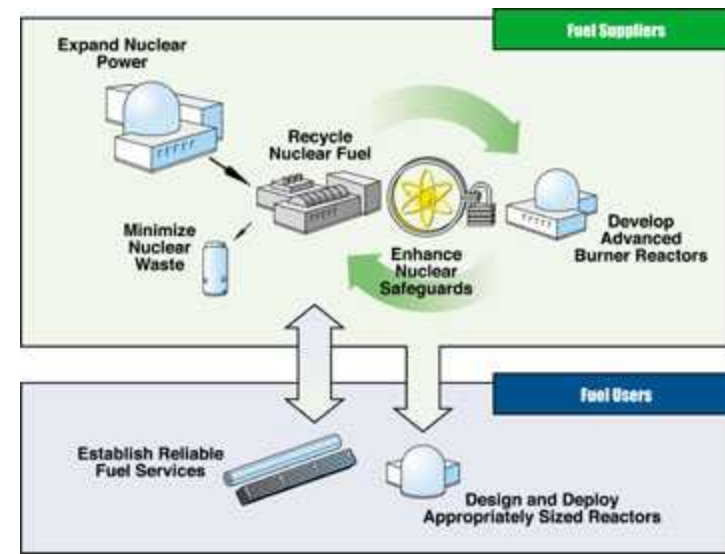 Fuel Suppliers
Expand Nuclear
Power
Recycle
Nuclear Fuel
Minimize
Nuclear
Waste
Enhance
Nuclear
Safeguards
Develop
Advanced
Burner Reactors
Fuel Users
Establish Reliable
Fuel Services
Design and Deploy
Appropriately Sized Reactors